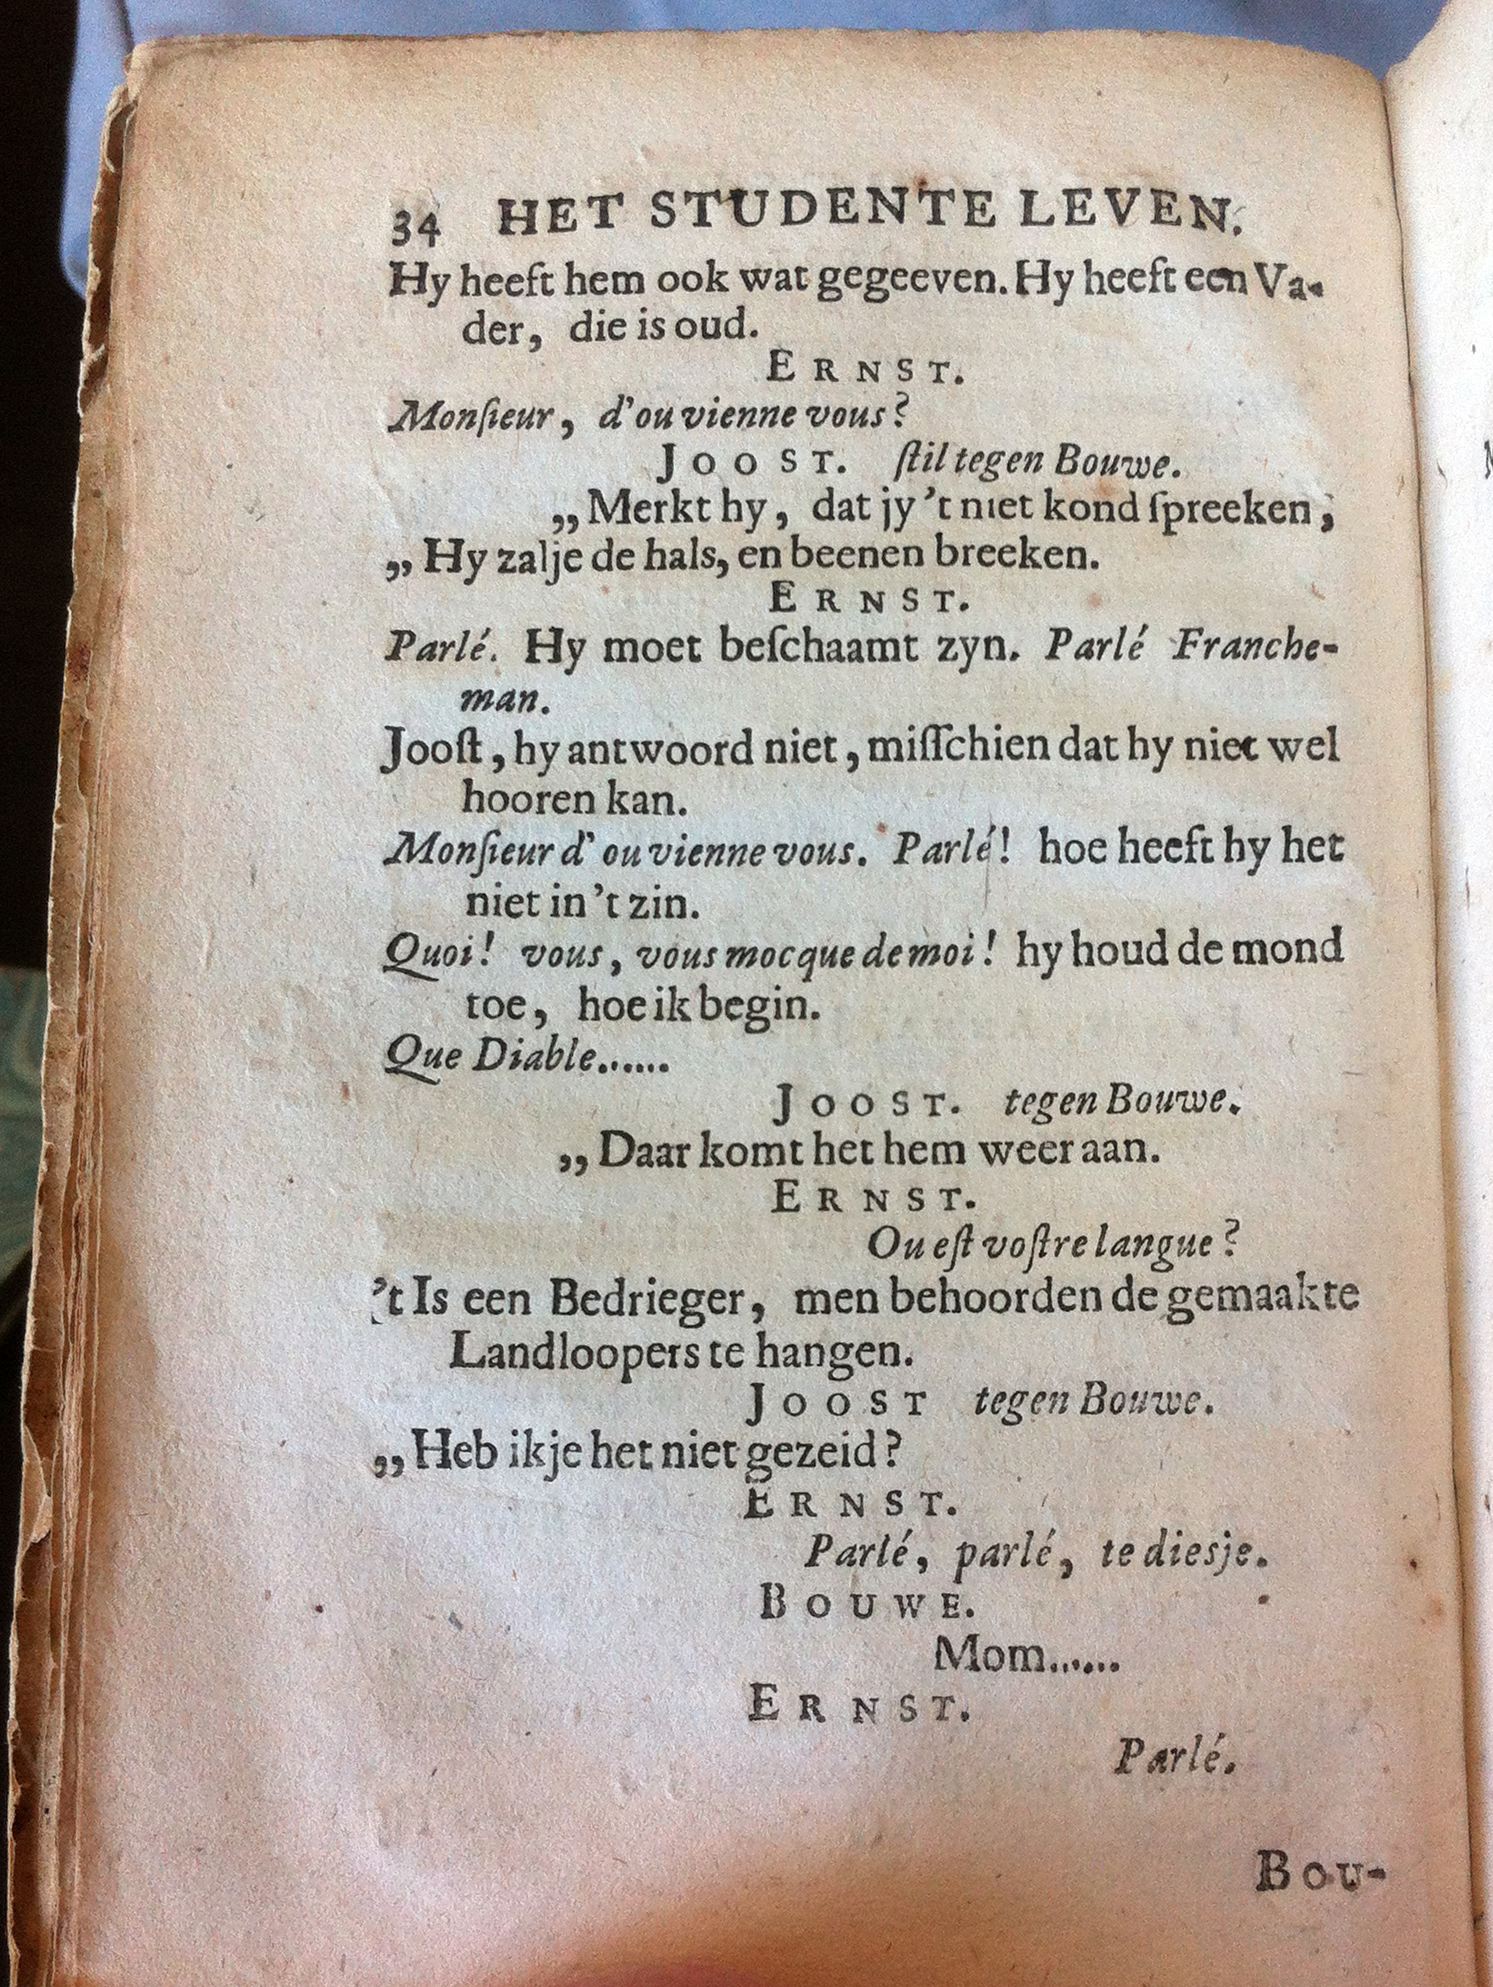 34 HET STUDENTE LEVEN.
Hy heeft hem ook wat gegeeven. Hy heeft een Va-
der, die is oud.
ERNST.
Monſieur, d'ou vienne vous?
JOOST. ſtil tegen Bouwe.
„Merkt hy, dat jy 't niet kond ſpreeken,
„Hy zal je de hals, en beenen breeken.
ERNST.
Parlé. Hy moet beſchaamt zyn. Parlé Franche-
man.
Jooſt, hy antwoord niet, miſſchien dat hy niet wel
hooren kan.
Monſieur d' ou vienne vous. Parlé! hoe heeft hy het
niet in 't zin.
Quoi! vous, vous mocque de moi! hy houd de mond
toe, hoe ik begin.
Que Diable......
JOOST. tegen Bouwe.
„Daar komt het hem weer aan.
ERNST.
Ou eſt voſtre langue?
't Is een Bedrieger, men behoorden de gemaakte
Landloopers te hangen.
JOOST tegen Bouwe.
„Heb ik je het niet gezeid?
ERNST.
Parlé, parlé, te diesje.
BOUWE.
Mom......
ERNST.
Parlé.
Bou-